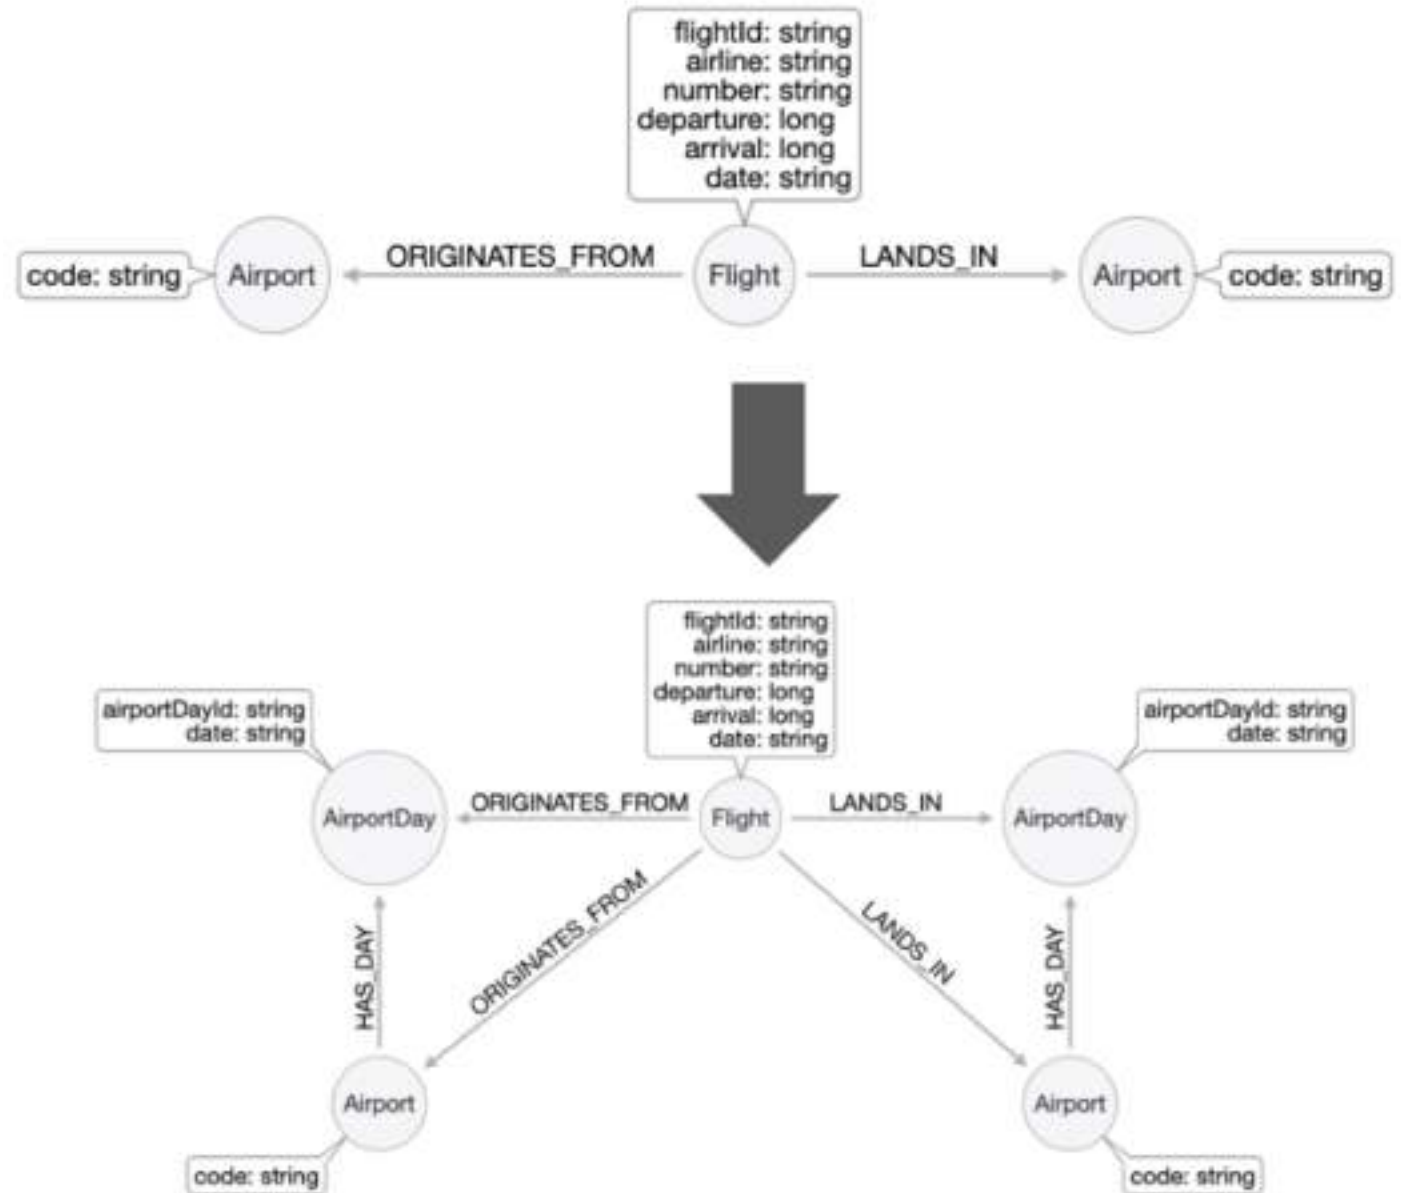 flightId: string
airline: string
number: string
departure: long
arrival: long
date: string
code: string
Airport
ORIGINATES_FROM
Flight
LANDS_IN
Airport
code: string
flightId: string
airline: string
number: string
departure: long
arrival: long
date: string
airportDayId: string
date: string
airportDayId: string
date: string
AirportDay
ORIGINATES_FROM
Flight
LANDS_IN
AirportDay
HAS_DAY
ORIGINATES_FROM
LANDS_IN
HAS_DAY
Airport
Airport
code: string
code: string